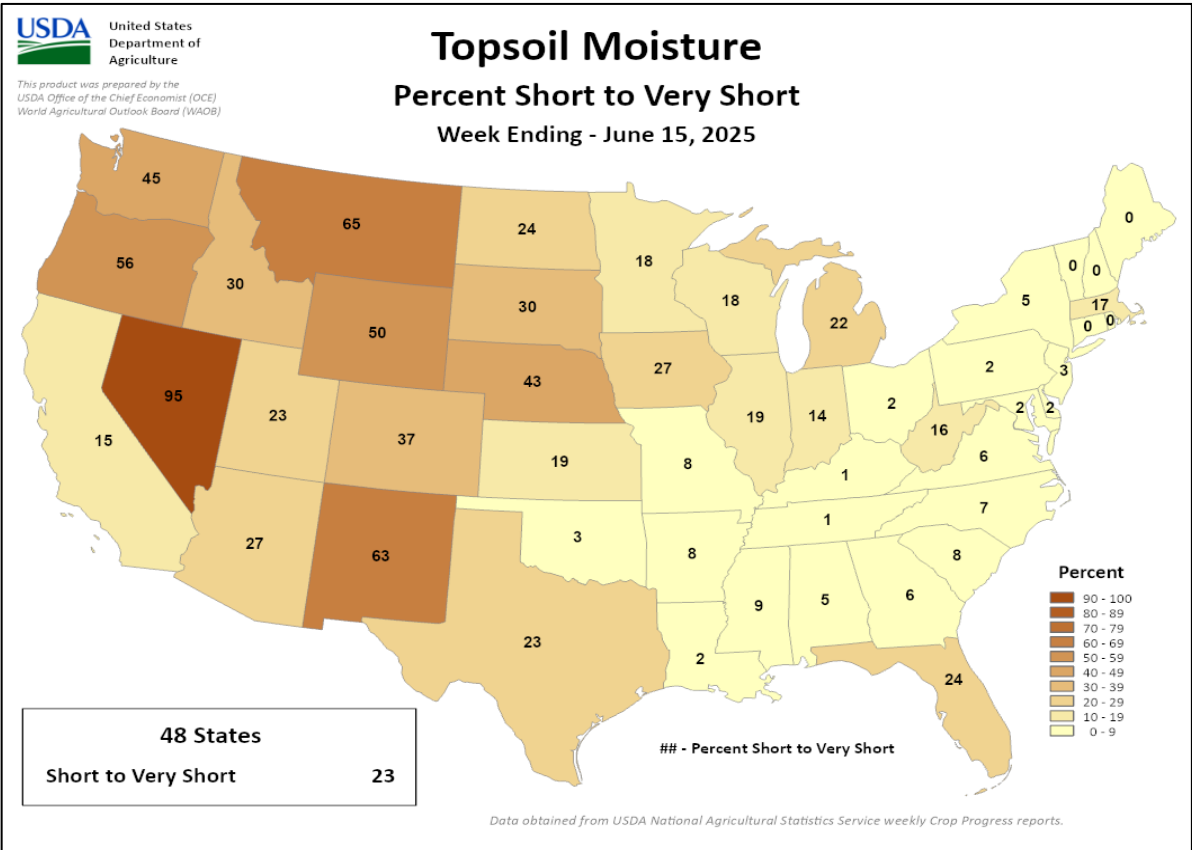 USDA
United States
Department of
Agriculture
This product was prepared by the
USDA Office of the Chief Economist (OCE)
World Agricultural Outlook Board (WAOB)
Topsoil Moisture
Percent Short to Very Short
Week Ending - June 15, 2025
45
65
24
18
0
56
30
30
18
22
5
0
0
17
0
0
50
43
27
2
3
95
23
37
19
19
14
2
2
2
16
15
8
1
6
27
63
3
8
1
7
8
23
2
9
5
6
24
Percent
90 - 100
80 - 89
70 - 79
60 - 69
50 - 59
40 - 49
30 - 39
20 - 29
10 - 19
0 - 9
48 States
Short to Very Short 23
## - Percent Short to Very Short
Data obtained from USDA National Agricultural Statistics Service weekly Crop Progress reports.